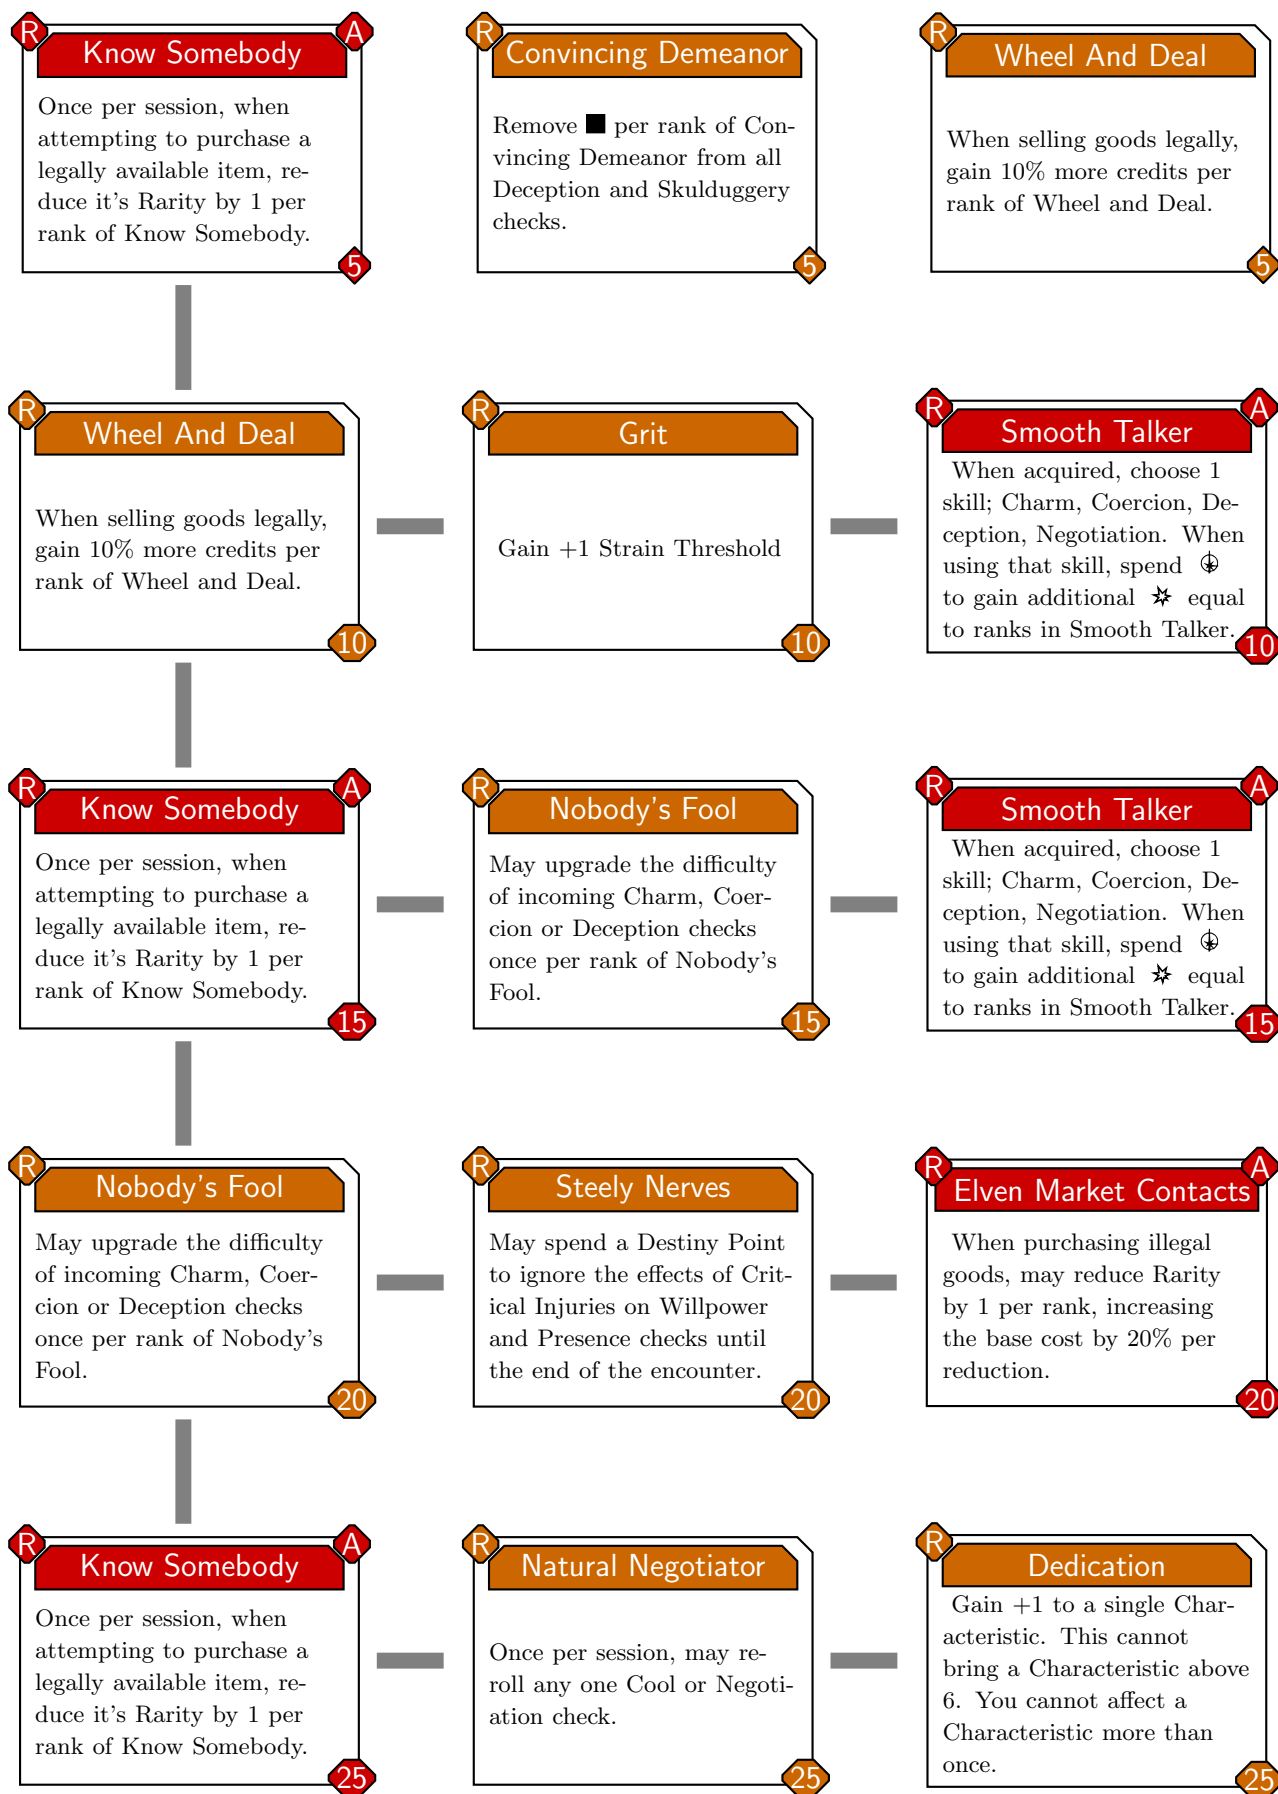 R
A
Know Somebody
Once per session, when
attempting to purchase a
legally available item, re-
duce it's Rarity by 1 per
rank of Know Somebody.
5
R
Convincing Demeanor
Remove ■ per rank of Con-
vincing Demeanor from all
Deception and Skulduggery
checks.
5
R
Wheel And Deal
When selling goods legally,
gain 10% more credits per
rank of Wheel and Deal.
5
R
Wheel And Deal
When selling goods legally,
gain 10% more credits per
rank of Wheel and Deal.
10
R
Grit
Gain +1 Strain Threshold
10
R
A
Smooth Talker
When acquired, choose 1
skill; Charm, Coercion, De-
ception, Negotiation. When
using that skill, spend
to gain additional equal
to ranks in Smooth Talker.
10
R
A
Know Somebody
Once per session, when
attempting to purchase a
legally available item, re-
duce it's Rarity by 1 per
rank of Know Somebody.
15
R
Nobody's Fool
May upgrade the difficulty
of incoming Charm, Coer-
cion or Deception checks
once per rank of Nobody's
Fool.
15
R
A
Smooth Talker
When acquired, choose 1
skill; Charm, Coercion, De-
ception, Negotiation. When
using that skill, spend
to gain additional equal
to ranks in Smooth Talker.
15
R
Nobody's Fool
May upgrade the difficulty
of incoming Charm, Coer-
cion or Deception checks
once per rank of Nobody's
Fool.
20
R
Steely Nerves
May spend a Destiny Point
to ignore the effects of Crit-
ical Injuries on Willpower
and Presence checks until
the end of the encounter.
20
R
A
Elven Market Contacts
When purchasing illegal
goods, may reduce Rarity
by 1 per rank, increasing
the base cost by 20% per
reduction.
20
R
A
Know Somebody
Once per session, when
attempting to purchase a
legally available item, re-
duce it's Rarity by 1 per
rank of Know Somebody.
25
R
Natural Negotiator
Once per session, may re-
roll any one Cool or Negoti-
ation check.
25
R
Dedication
Gain +1 to a single Char-
acteristic. This cannot
bring a Characteristic above
6. You cannot affect a
Characteristic more than
once.
25